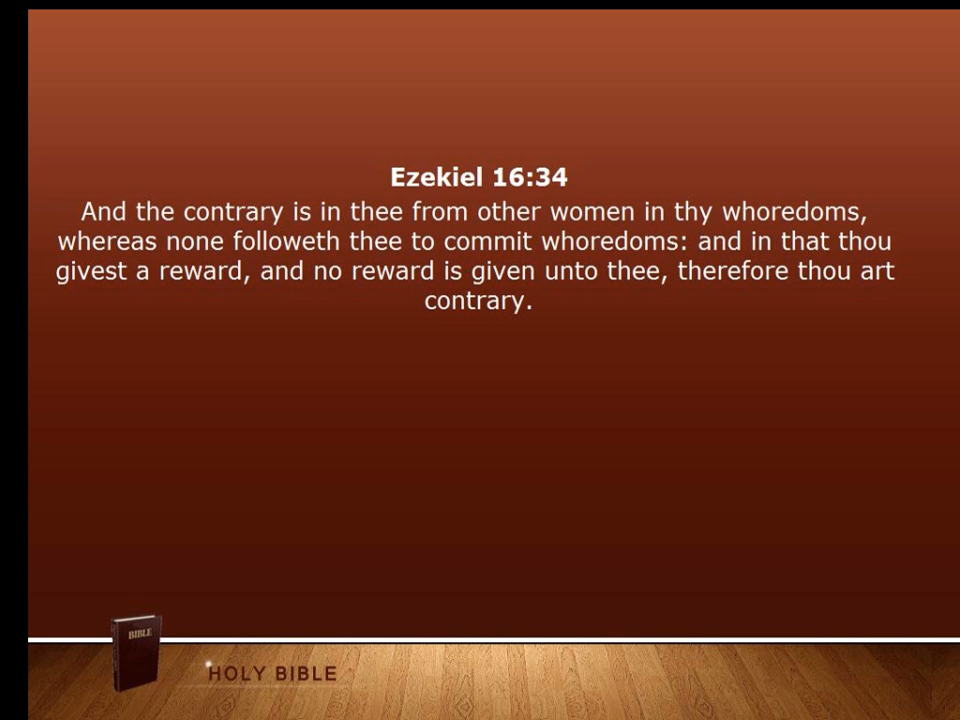 Ezekiel 16:34
And the contrary is in thee from other women in thy whoredoms,
whereas none followeth thee to commit whoredoms: and in that thou
givest a reward, and no reward is given unto thee, therefore thou art
contrary.
BIBLE
HOLY BIBLE